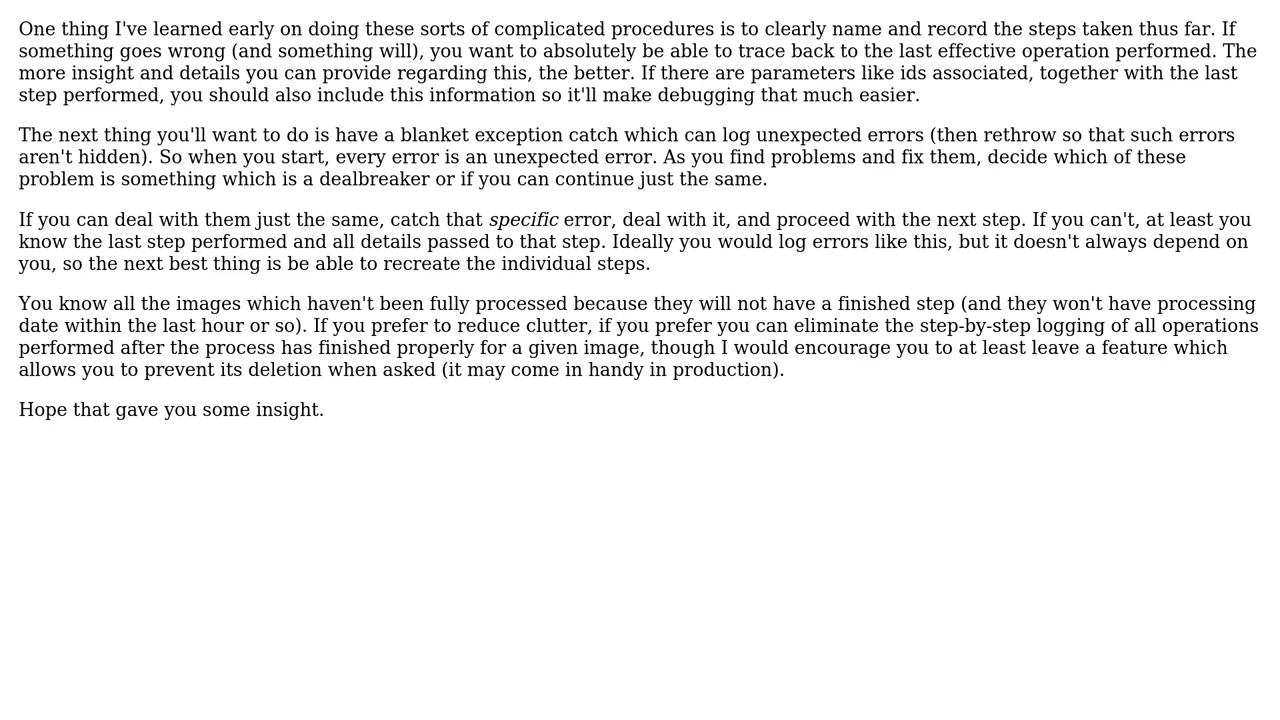 One thing I've learned early on doing these sorts of complicated procedures is to clearly name and record the steps taken thus far. If
something goes wrong (and something will), you want to absolutely be able to trace back to the last effective operation performed. The
more insight and details you can provide regarding this, the better. If there are parameters like ids associated, together with the last
step performed, you should also include this information so it'll make debugging that much easier.
The next thing you'll want to do is have a blanket exception catch which can log unexpected errors (then rethrow so that such errors
aren't hidden). So when you start, every error is an unexpected error. As you find problems and fix them, decide which of these
problem is something which is a dealbreaker or if you can continue just the same.
If you can deal with them just the same, catch that specific error, deal with it, and proceed with the next step. If you can't, at least you
know the last step performed and all details passed to that step. Ideally you would log errors like this, but it doesn't always depend on
you, so the next best thing is be able to recreate the individual steps.
You know all the images which haven't been fully processed because they will not have a finished step (and they won't have processing
date within the last hour or so). If you prefer to reduce clutter, if you prefer you can eliminate the step-by-step logging of all operations
performed after the process has finished properly for a given image, though I would encourage you to at least leave a feature which
allows you to prevent its deletion when asked (it may come in handy in production).
Hope that gave you some insight.